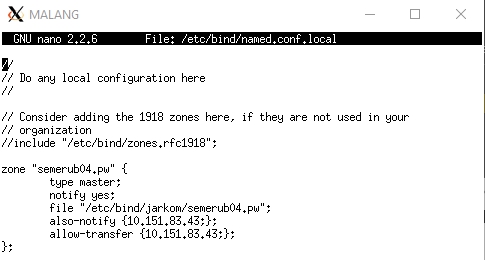 MALANG
GNU nano 2.2.6 File: /etc/bind/named.conf.local
//
// Do any local configuration here
//
// Consider adding the 1918 zones here, if they are not used in your
// organization
//include "/etc/bind/zones.rfc1918";
zone "semerub04.pw" {
type master;
notify yes;
file "/etc/bind/jarkom/semerub04.pw";
also-notify {10.151.83.43;};
allow-transfer {10.151.83.43;};
};